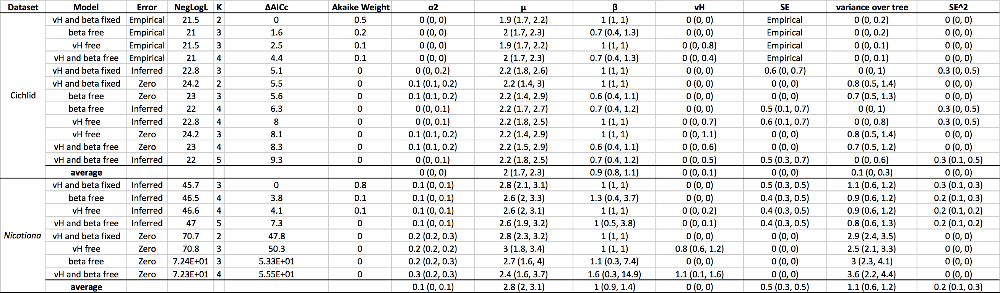 Dataset Model Error NegLogL K ΔAICc Akaike Weight σ2 μ β vH SE variance over tree SE^2
vH and beta fixed Empirical 21.5 2 0 0.5 0 (0, 0) 1.9 (1.7, 2.2) 1 (1, 1) 0 (0, 0) Empirical 0 (0, 0.2) 0 (0, 0)
beta free Empirical 21 3 1.6 0.2 0 (0, 0) 2 (1.7, 2.3) 0.7 (0.4, 1.3) 0 (0, 0) Empirical 0 (0, 0.2) 0 (0, 0)
vH free Empirical 21.5 3 2.5 0.1 0 (0, 0) 1.9 (1.7, 2.2) 1 (1, 1) 0 (0, 0.8) Empirical 0 (0, 0.1) 0 (0, 0)
vH and beta free Empirical 21 4 4.4 0.1 0 (0, 0) 2 (1.7, 2.3) 0.7 (0.4, 1.3) 0 (0, 0.4) Empirical 0 (0, 0.1) 0 (0, 0)
vH and beta fixed Inferred 22.8 3 5.1 0 0 (0, 0.2) 2.2 (1.8, 2.6) 1 (1, 1) 0 (0, 0) 0.6 (0, 0.7) 0 (0, 1) 0.3 (0, 0.5)
vH and beta fixed Zero 24.2 2 5.5 0 0.1 (0.1, 0.2) 2.2 (1.4, 3) 1 (1, 1) 0 (0, 0) 0 (0, 0) 0.8 (0.5, 1.4) 0 (0, 0)
Cichlid beta free Zero 23 3 5.6 0 0.1 (0.1, 0.2) 2.2 (1.4, 2.9) 0.6 (0.4, 1.1) 0 (0, 0) 0 (0, 0) 0.7 (0.5, 1.3) 0 (0, 0)
beta free Inferred 22 4 6.3 0 0 (0, 0.1) 2.2 (1.7, 2.7) 0.7 (0.4, 1.2) 0 (0, 0) 0.5 (0.1, 0.7) 0 (0, 1) 0.3 (0, 0.5)
vH free Inferred 22.8 4 8 0 0 (0, 0.1) 2.2 (1.8, 2.5) 1 (1, 1) 0 (0, 0.7) 0.6 (0.1, 0.7) 0 (0, 0.8) 0.3 (0, 0.5)
vH free Zero 24.2 3 8.1 0 0.1 (0.1, 0.2) 2.2 (1.4, 2.9) 1 (1, 1) 0 (0, 1.1) 0 (0, 0) 0.8 (0.5, 1.4) 0 (0, 0)
vH and beta free Zero 23 4 8.3 0 0.1 (0.1, 0.2) 2.2 (1.5, 2.9) 0.6 (0.4, 1.1) 0 (0, 0.6) 0 (0, 0) 0.7 (0.5, 1.2) 0 (0, 0)
vH and beta free Inferred 22 5 9.3 0 0 (0, 0.1) 2.2 (1.8, 2.5) 0.7 (0.4, 1.2) 0 (0, 0.5) 0.5 (0.3, 0.7) 0 (0, 0.6) 0.3 (0.1, 0.5)
average 0 (0, 0) 2 (1.7, 2.3) 0.9 (0.8, 1.1) 0 (0, 0.1) 0 (0, 0) 0.1 (0, 0.3) 0 (0, 0)
vH and beta fixed Inferred 45.7 3 0 0.8 0.1 (0, 0.1) 2.8 (2.1, 3.1) 1 (1, 1) 0 (0, 0) 0.5 (0.3, 0.5) 1.1 (0.6, 1.2) 0.3 (0.1, 0.3)
beta free Inferred 46.5 4 3.8 0.1 0.1 (0, 0.1) 2.6 (2, 3.3) 1.3 (0.4, 3.7) 0 (0, 0) 0.4 (0.3, 0.5) 0.9 (0.6, 1.2) 0.2 (0.1, 0.3)
vH free Inferred 46.6 4 4.1 0.1 0.1 (0, 0.1) 2.6 (2, 3.1) 1 (1, 1) 0 (0, 0.2) 0.4 (0.3, 0.5) 0.9 (0.6, 1.2) 0.2 (0.1, 0.2)
vH and beta free Inferred 47 5 7.3 0 0.1 (0, 0.1) 2.6 (1.9, 3.2) 1 (0.5, 3.8) 0 (0, 0.1) 0.4 (0.3, 0.5) 0.8 (0.6, 1.3) 0.2 (0.1, 0.2)
Nicotiana vH and beta fixed Zero 70.7 2 47.8 0 0.2 (0.2, 0.3) 2.8 (2.3, 3.2) 1 (1, 1) 0 (0, 0) 0 (0, 0) 2.9 (2.4, 3.5) 0 (0, 0)
vH free Zero 70.8 3 50.3 0 0.2 (0.2, 0.2) 3 (1.8, 3.4) 1 (1, 1) 0.8 (0.6, 1.2) 0 (0, 0) 2.5 (2.1, 3.3) 0 (0, 0)
beta free Zero 7.24E+01 3 5.33E+01 0 0.2 (0.2, 0.3) 2.7 (1.6, 4) 1.1 (0.3, 7.4) 0 (0, 0) 0 (0, 0) 3 (2.3, 4.1) 0 (0, 0)
vH and beta free Zero 7.23E+01 4 5.55E+01 0 0.3 (0.2, 0.3) 2.4 (1.6, 3.7) 1.6 (0.3, 14.9) 1.1 (0.1, 1.6) 0 (0, 0) 3.6 (2.2, 4.4) 0 (0, 0)
average 0.1 (0, 0.1) 2.8 (2, 3.1) 1 (0.9, 1.4) 0 (0, 0) 0.5 (0.3, 0.5) 1.1 (0.6, 1.2) 0.2 (0.1, 0.3)